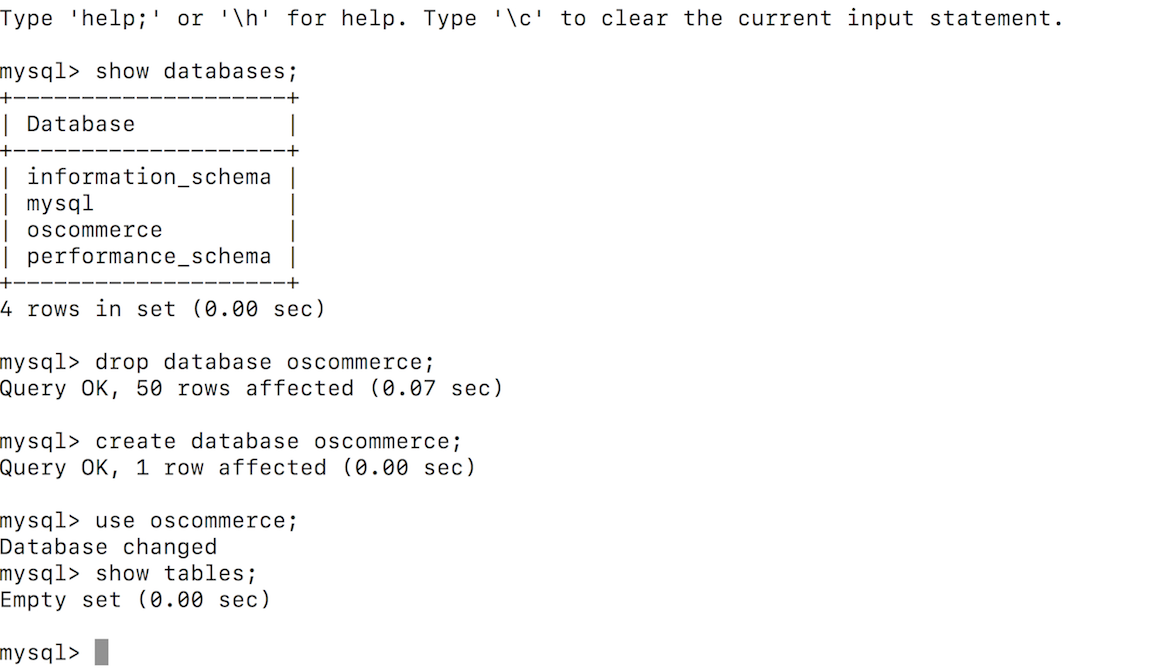 Type 'help;' or '\h' for help. Type '\c' to clear the current input statement.
mysql> show databases;
+--------------------+
| Database           |
+--------------------+
| information_schema |
| mysql              |
| oscommerce         |
| performance_schema |
+--------------------+
4 rows in set (0.00 sec)
mysql> drop database oscommerce;
Query OK, 50 rows affected (0.07 sec)
mysql> create database oscommerce;
Query OK, 1 row affected (0.00 sec)
mysql> use oscommerce;
Database changed
mysql> show tables;
Empty set (0.00 sec)
mysql>